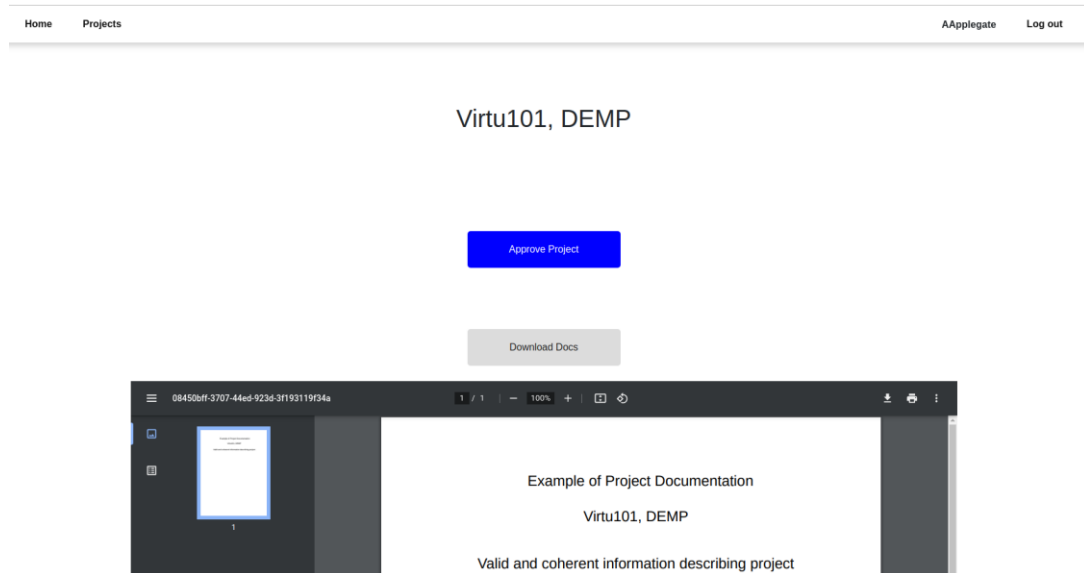 Home Projects AApplegate Log out
Virtu101, DEMP
Approve Project
Download Docs
08450bff-3707-44ed-923d-3f193119f34a 1 / 1 100%
1
Example of Project Documentation
Virtu101, DEMP
Valid and coherent information describing project